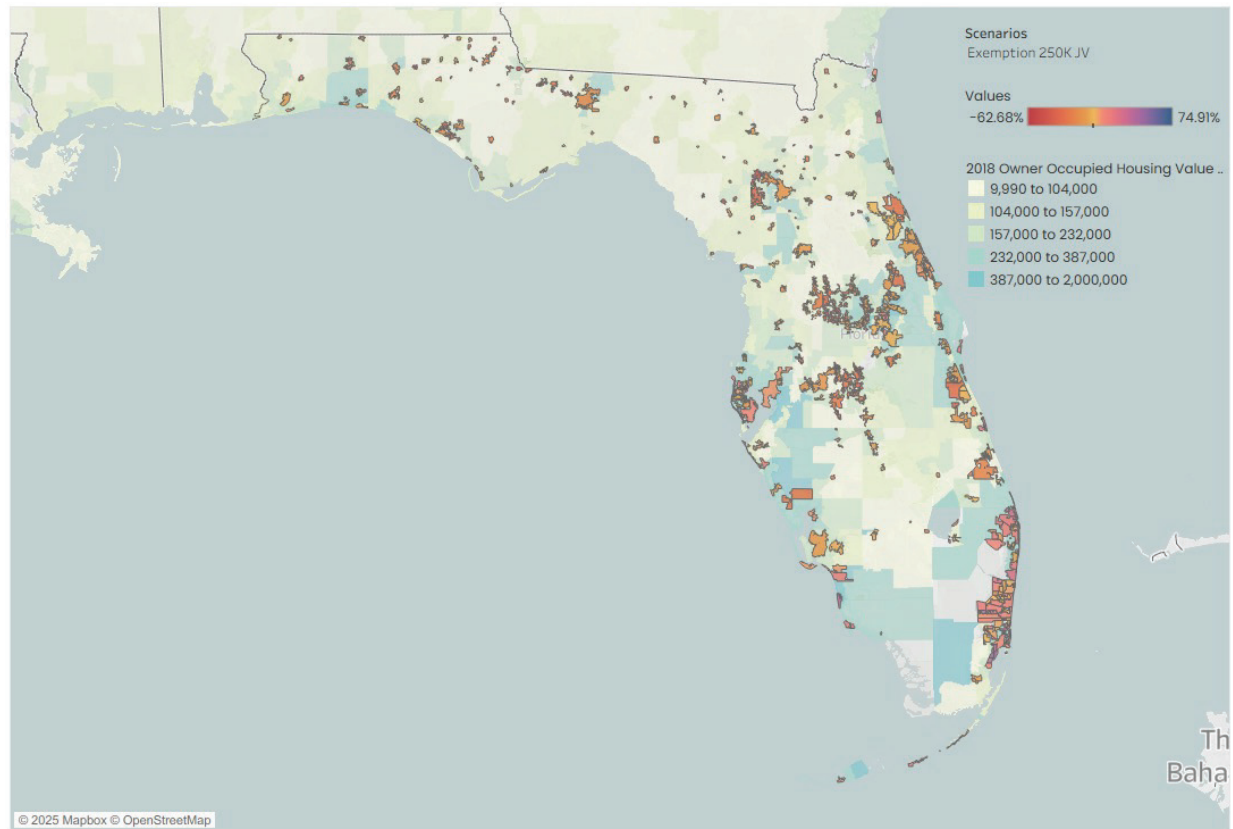 Scenarios
Exemption 250K JV
Values
-62.68% 74.91%
2018 Owner Occupied Housing Value ..
9,990 to 104,000
104,000 to 157,000
157,000 to 232,000
232,000 to 387,000
387,000 to 2,000,000
Florida
Th
Baha
© 2025 Mapbox © OpenStreetMap